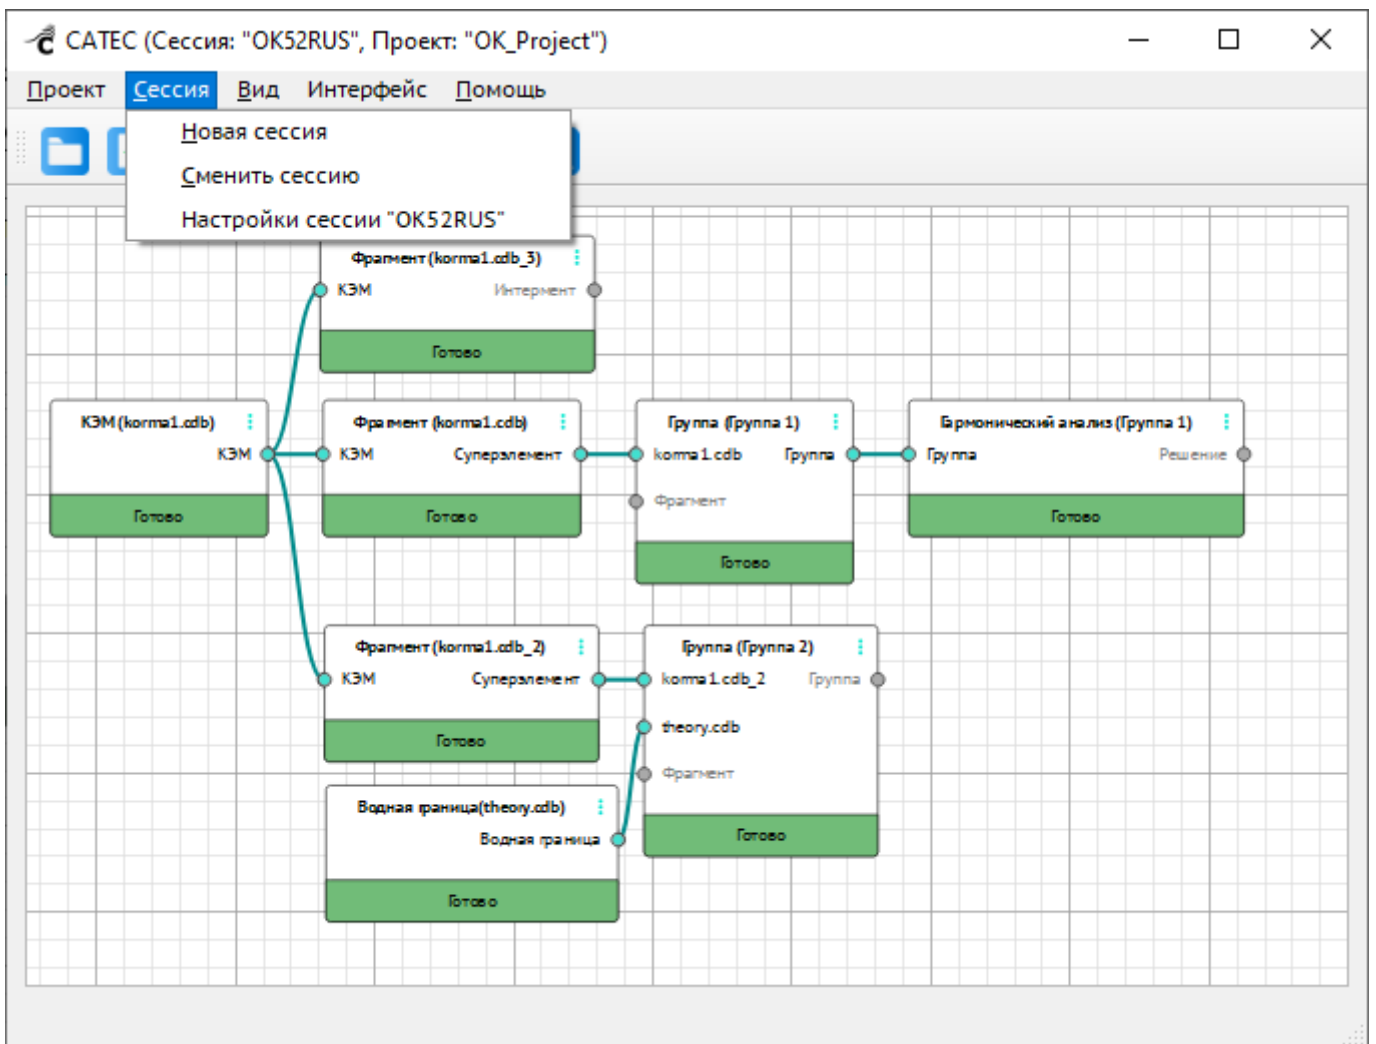 CATEC (Сессия: "OK52RUS", Проект: "OK_Project")
Проект Сессия Вид Интерфейс Помощь
Новая сессия
Сменить сессию
Настройки сессии "OK52RUS"
Фрагмент (korma1.cdb_3)
КЭМ Интермент
Готово
КЭМ (korma1.cdb)
КЭМ
Готово
Фрагмент (korma1.cdb)
КЭМ Суперэлемент
Готово
Группа (Группа 1)
korma1.cdb Группа
Фрагмент
Готово
Гармонический анализ (Группа 1)
Группа Решение
Готово
Фрагмент (korma1.cdb_2)
КЭМ Суперэлемент
Готово
Группа (Группа 2)
korma1.cdb_2 Группа
theory.cdb
Фрагмент
Готово
Водная граница(theory.cdb)
Водная граница
Готово